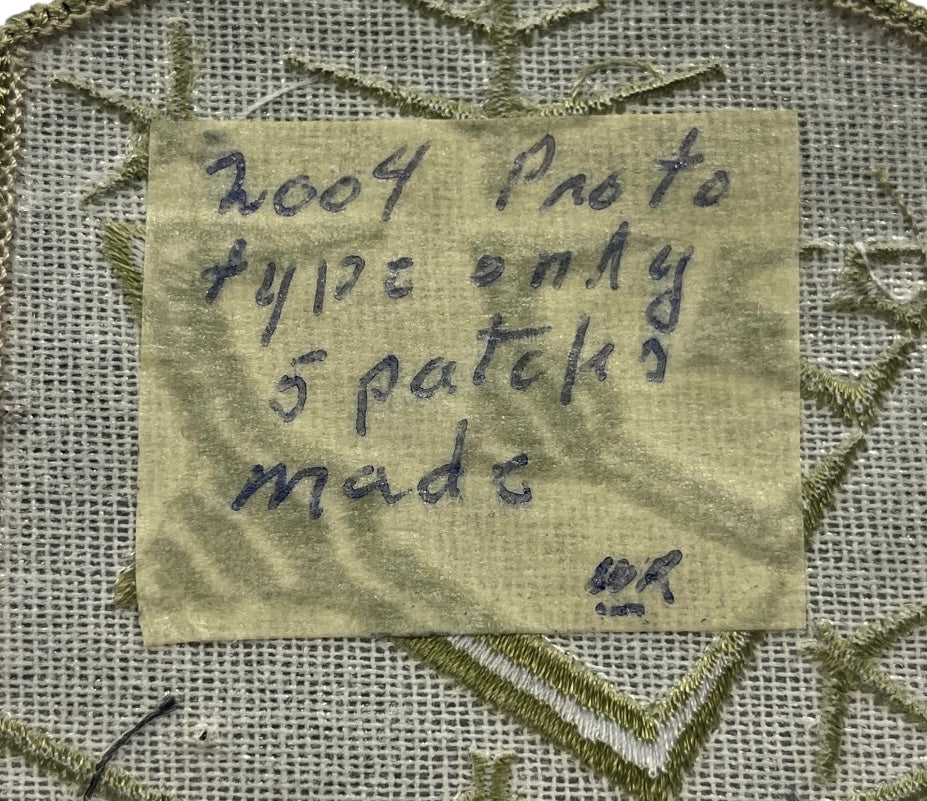 2004 Proto
type only
5 patchs
made
WR